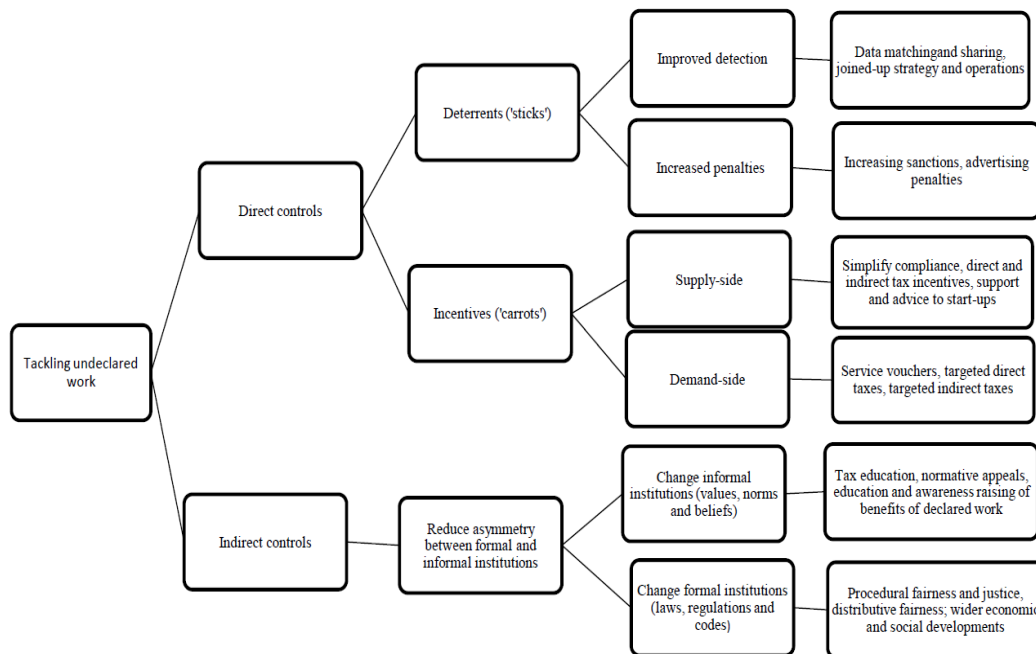 Tackling undeclared
work
Direct controls
Indirect controls
Deterrents ('sticks')
Incentives ('carrots')
Reduce asymmetry
between formal and
informal institutions
Improved detection
Increased penalties
Supply-side
Demand-side
Change informal
institutions (values, norms
and beliefs)
Change formal institutions
(laws, regulations and
codes)
Data matchingand sharing,
joined-up strategy and operations
Increasing sanctions, advertising
penalties
Simplify compliance, direct and
indirect tax incentives, support
and advice to start-ups
Service vouchers, targeted direct
taxes, targeted indirect taxes
Tax education, normative appeals,
education and awareness raising of
benefits of declared work
Procedural fairness and justice,
distributive fairness; wider economic
and social developments